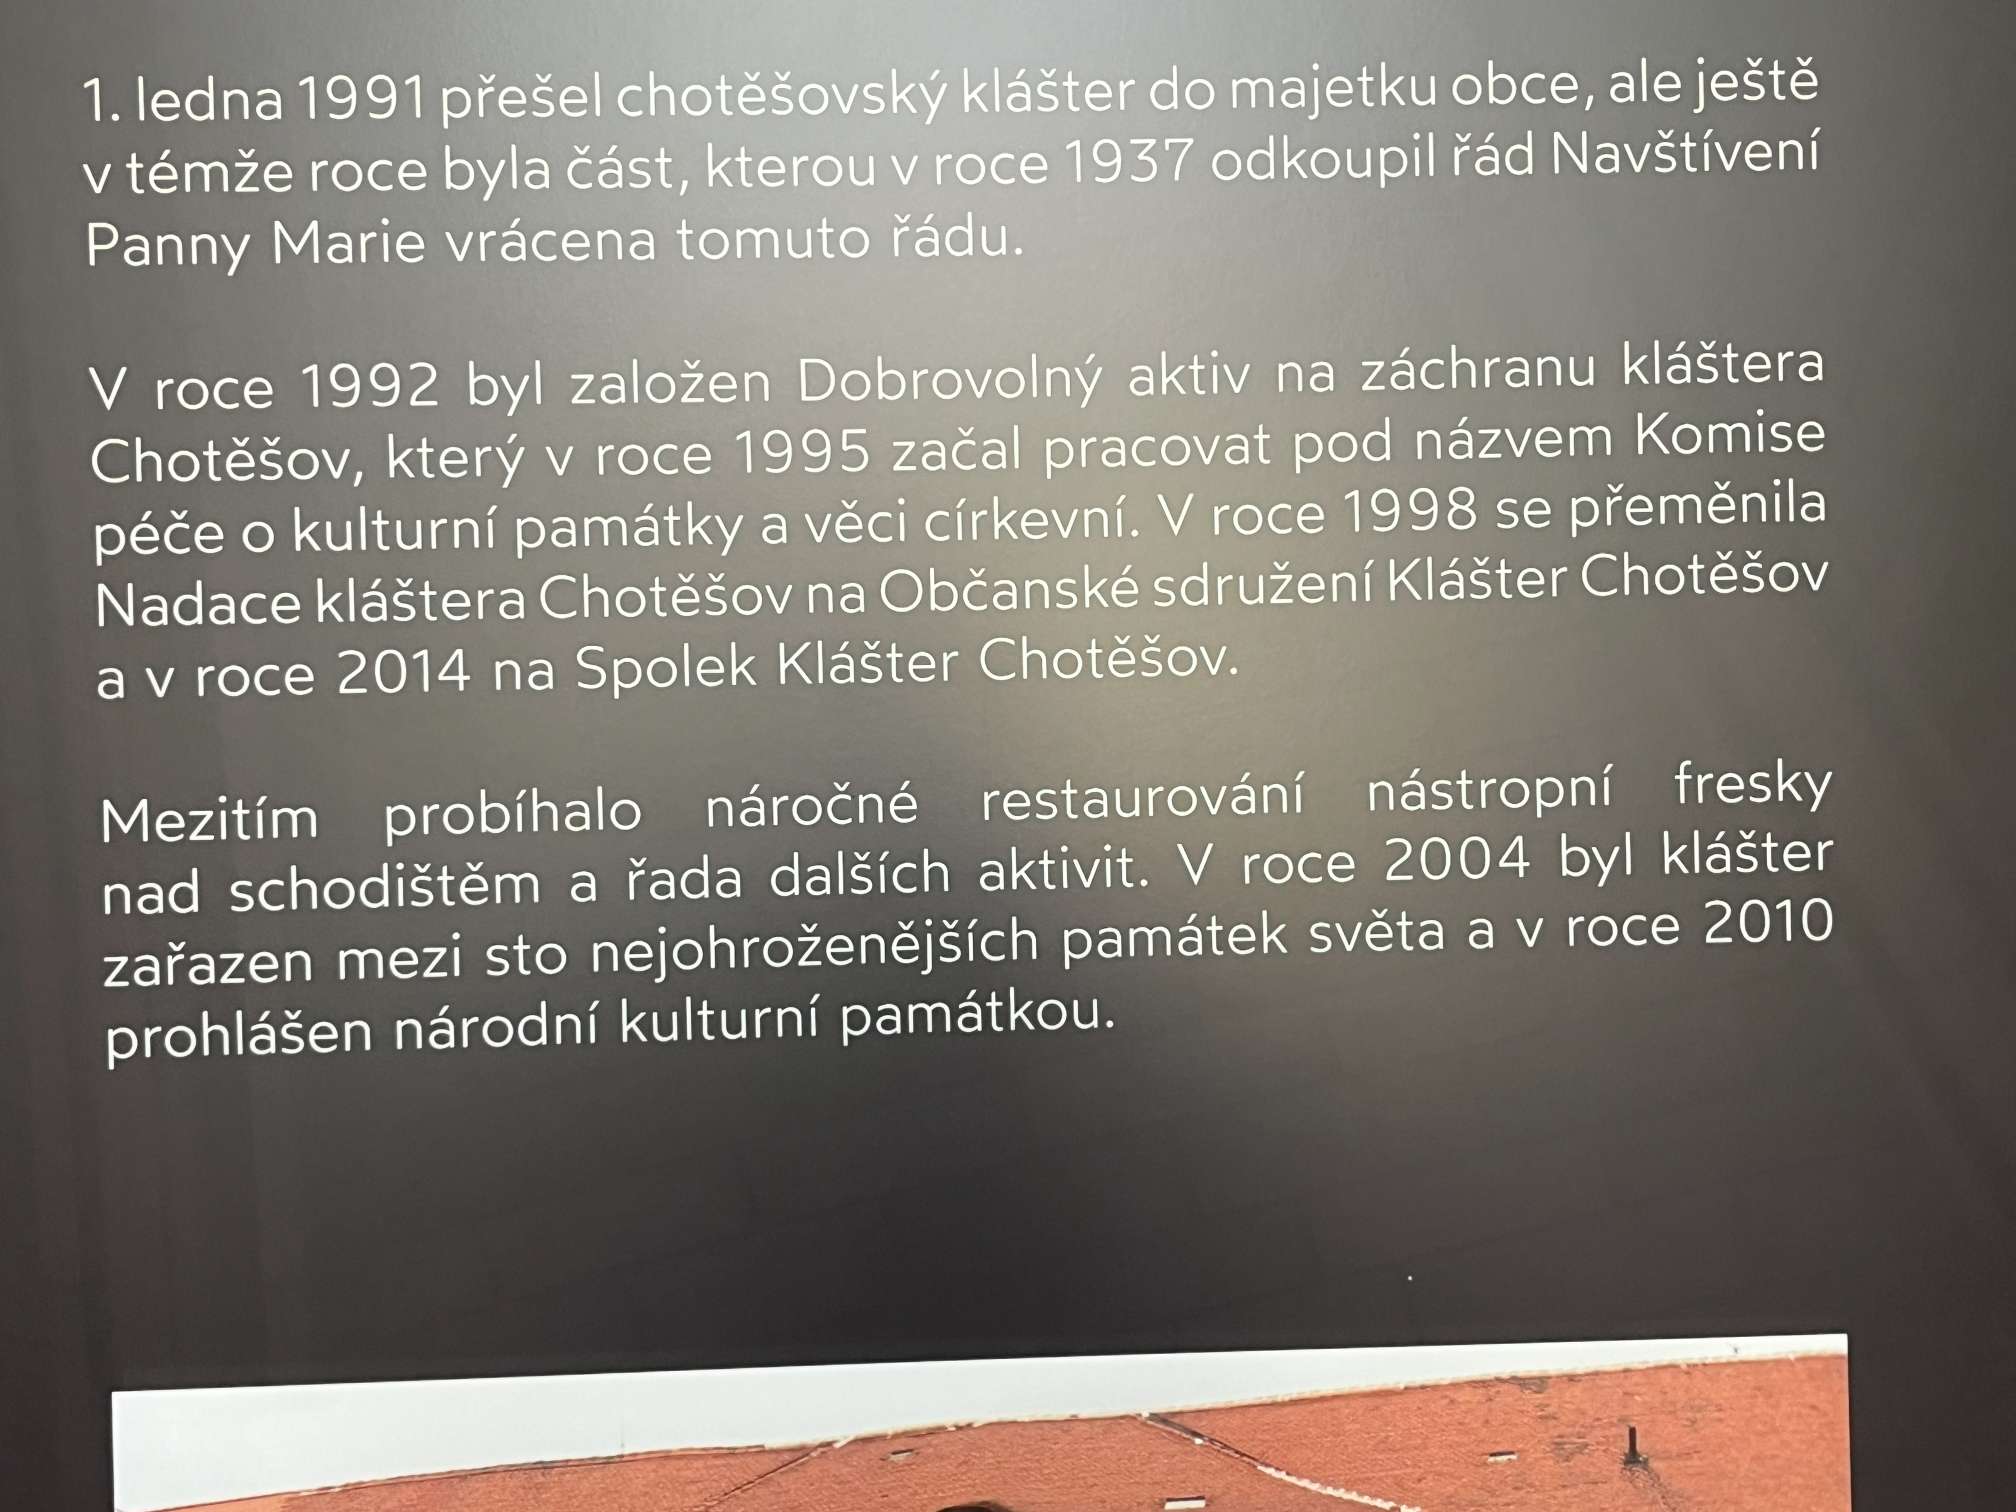 1. ledna 1991 přešel chotěšovský klášter do majetku obce, ale ještě
v témže roce byla část, kterou v roce 1937 odkoupil řád Navštívení
Panny Marie vrácena tomuto řádu.
V roce 1992 byl založen Dobrovolný aktiv na záchranu kláštera
Chotěšov, který v roce 1995 začal pracovat pod názvem Komise
péče o kulturní památky a věci církevní. V roce 1998 se přeměnila
Nadace kláštera Chotěšov na Občanské sdružení Klášter Chotěšov
a v roce 2014 na Spolek Klášter Chotěšov.
Mezitím probíhalo náročné restaurování nástropní fresky
nad schodištěm a řada dalších aktivit. V roce 2004 byl klášter
zařazen mezi sto nejohroženějších památek světa a v roce 2010
prohlášen národní kulturní památkou.